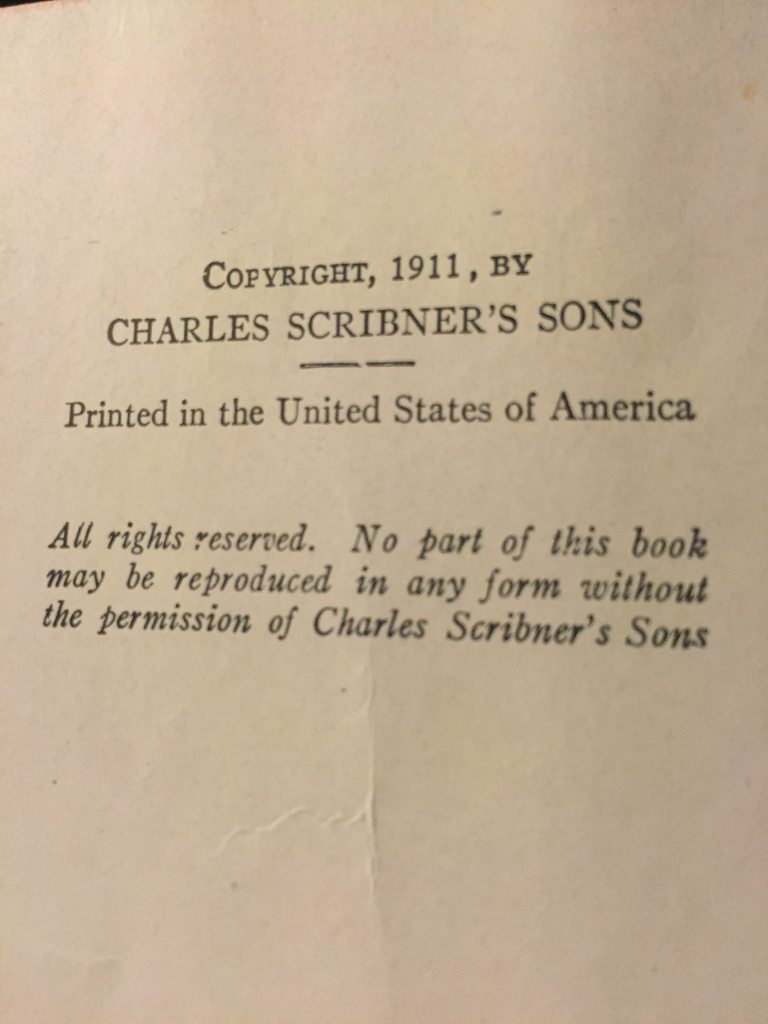 COPYRIGHT, 1911, BY
CHARLES SCRIBNER'S SONS
Printed in the United States of America
All rights reserved. No part of this book
may be reproduced in any form without
the permission of Charles Scribner's Sons